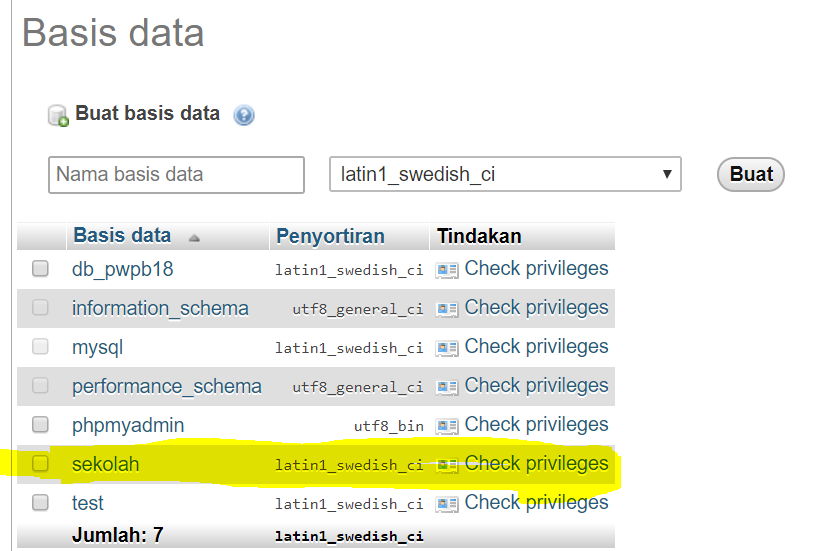 Basis data
Buat basis data
Nama basis data latin1_swedish_ci Buat
Basis data Penyortiran Tindakan
db_pwpb18 latin1_swedish_ci Check privileges
information_schema utf8_general_ci Check privileges
mysql latin1_swedish_ci Check privileges
performance_schema utf8_general_ci Check privileges
phpmyadmin utf8_bin Check privileges
sekolah latin1_swedish_ci Check privileges
test latin1_swedish_ci Check privileges
Jumlah: 7 latin1_swedish_ci